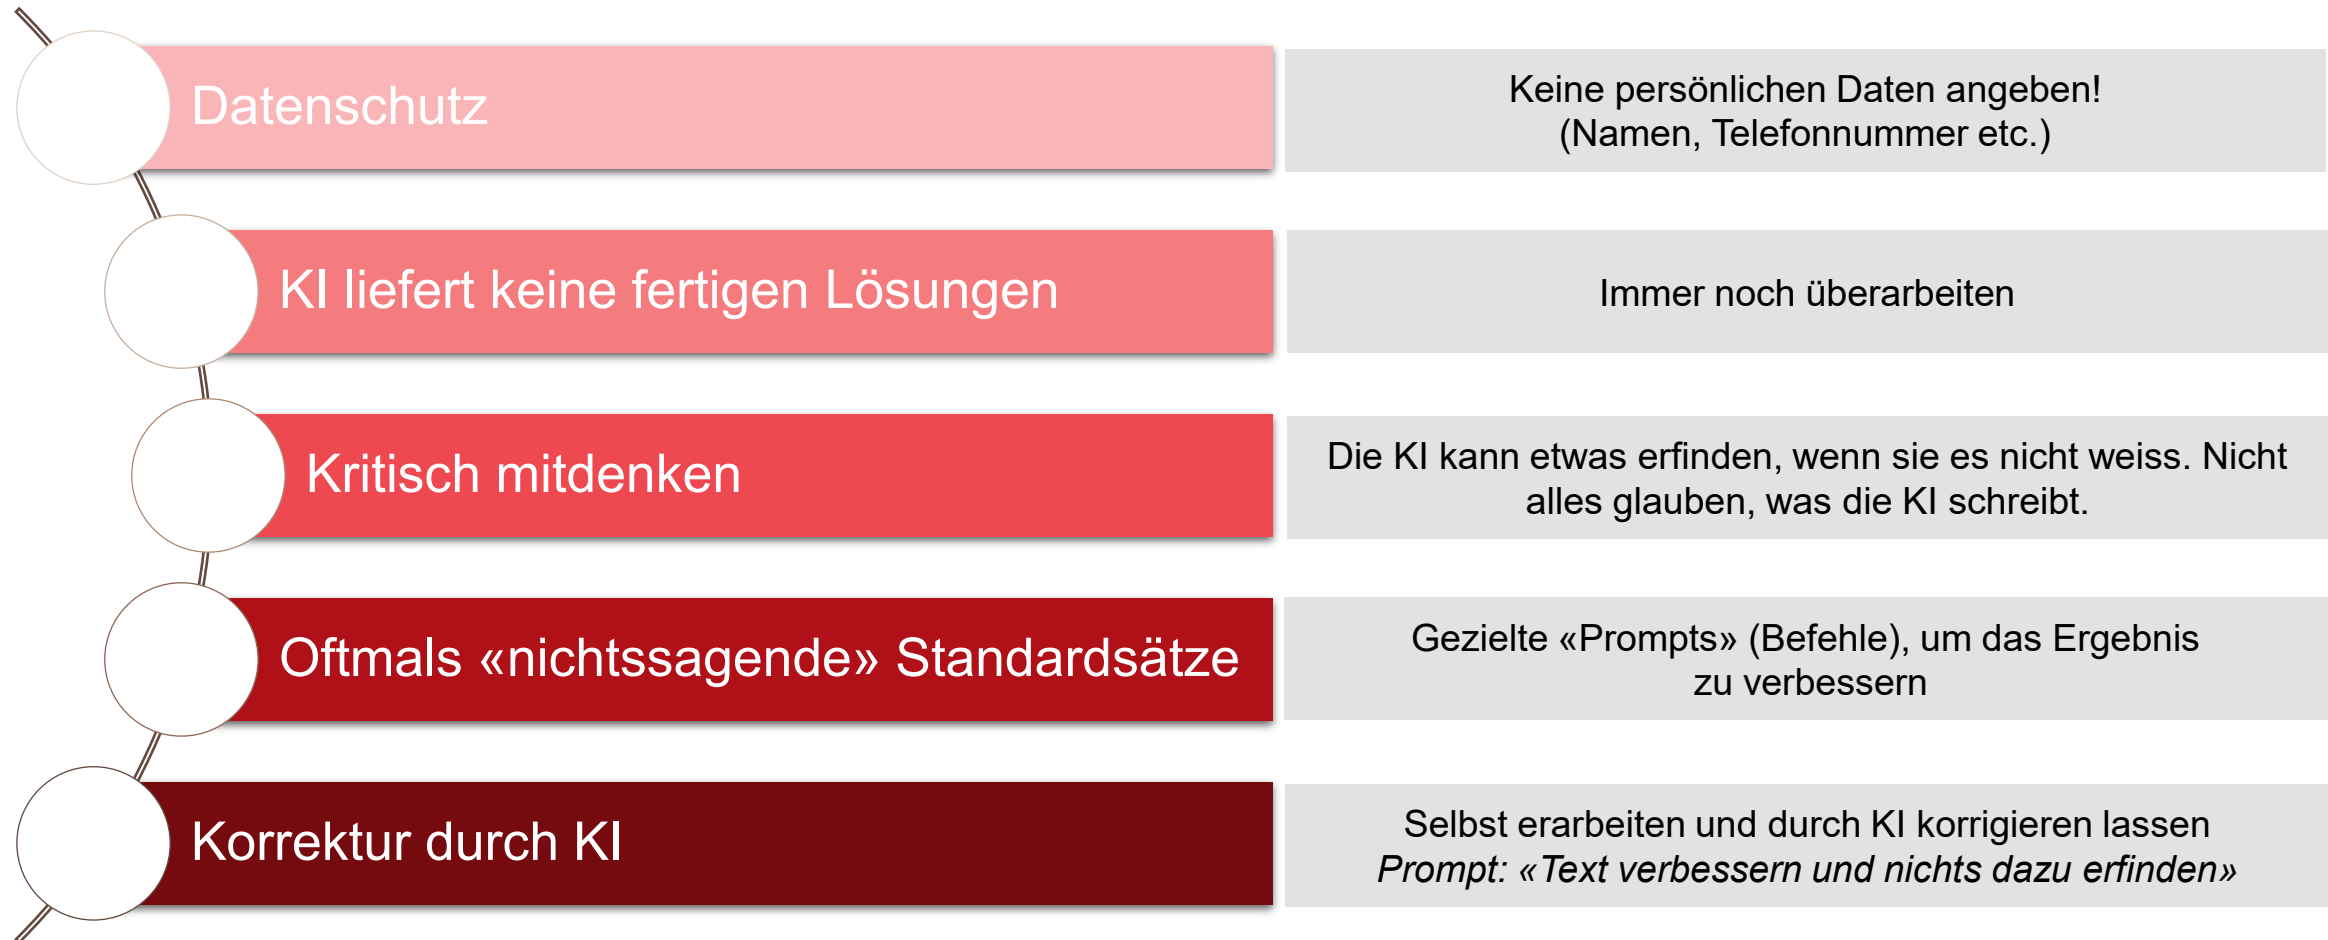 Datenschutz
Keine persönlichen Daten angeben!
(Namen, Telefonnummer etc.)
KI liefert keine fertigen Lösungen
Immer noch überarbeiten
Kritisch mitdenken
Die KI kann etwas erfinden, wenn sie es nicht weiss. Nicht
alles glauben, was die KI schreibt.
Oftmals «nichtssagende» Standardsätze
Gezielte «Prompts» (Befehle), um das Ergebnis
zu verbessern
Korrektur durch KI
Selbst erarbeiten und durch KI korrigieren lassen
Prompt: «Text verbessern und nichts dazu erfinden»